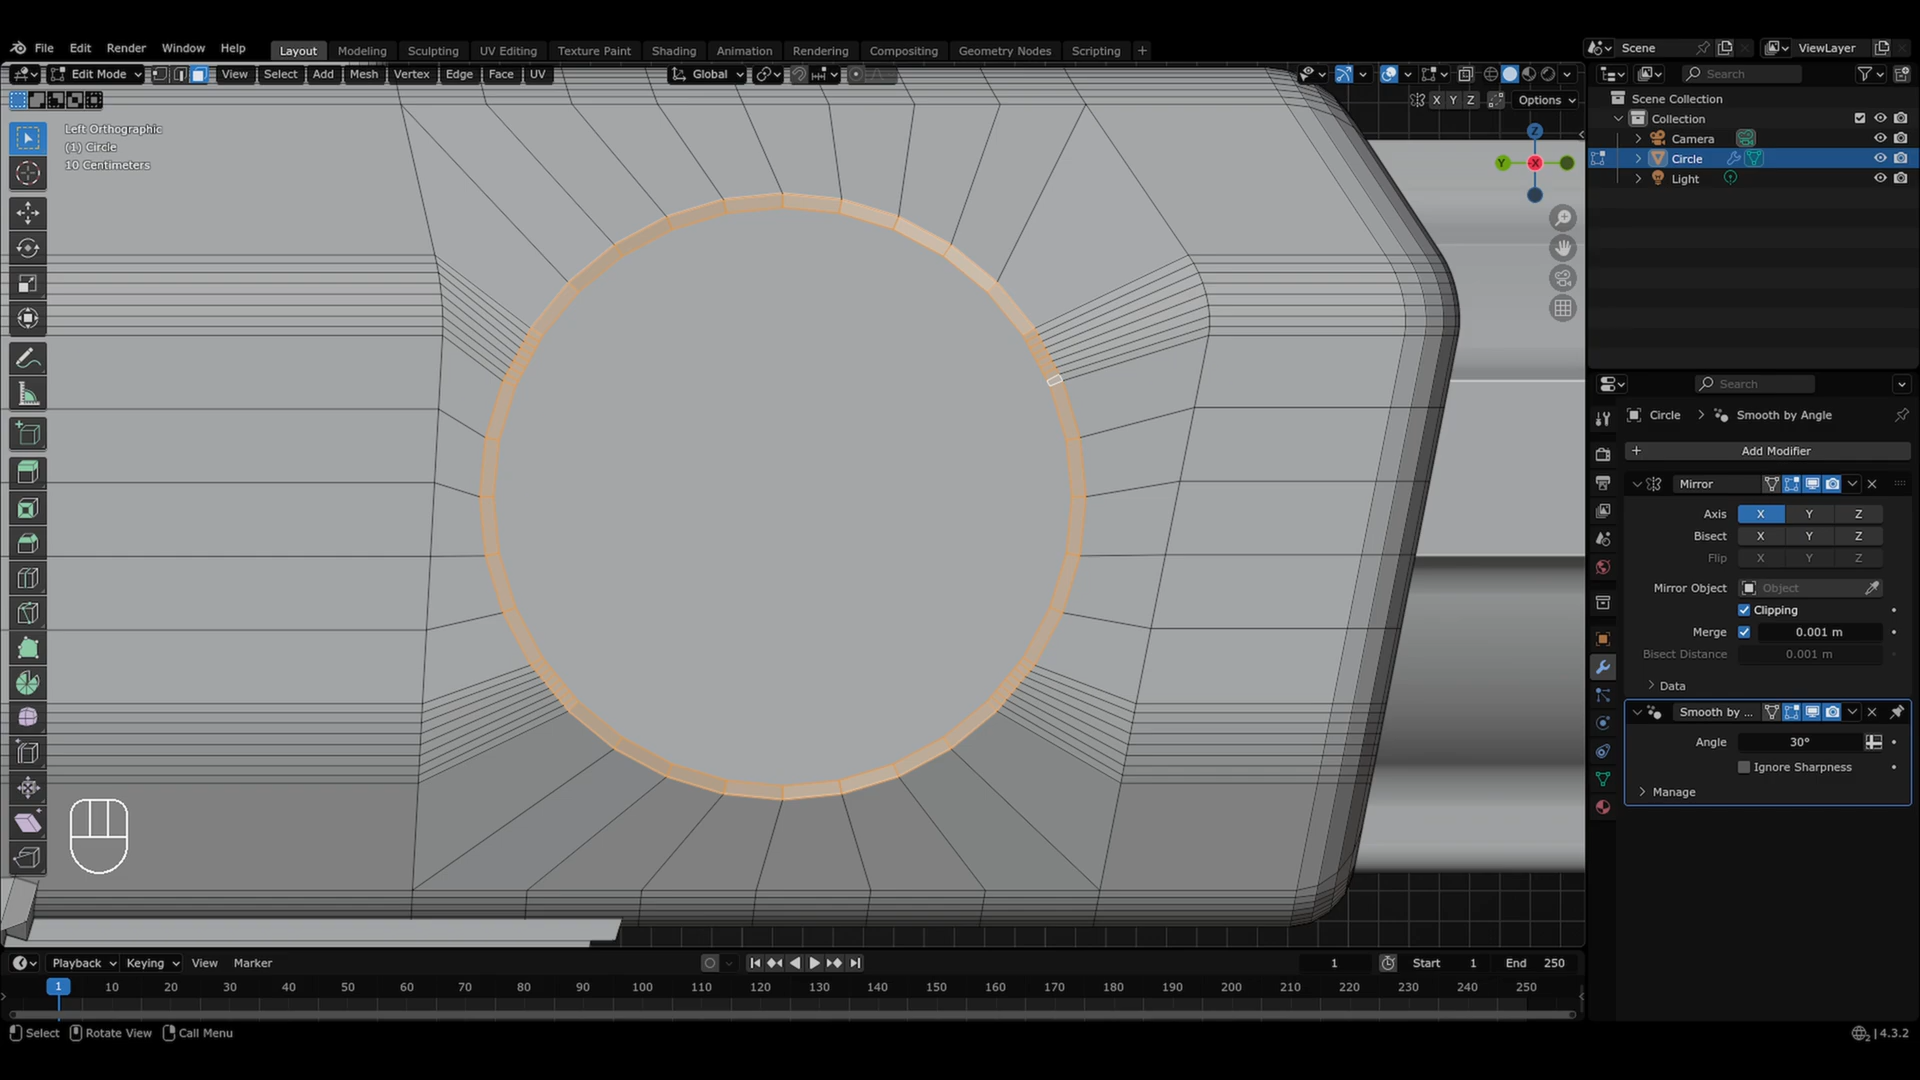 File Edit Render Window Help Layout Modeling Sculpting UV Editing Texture Paint Shading Animation Rendering Compositing Geometry Nodes Scripting + Scene ViewLayer
Edit Mode View Select Add Mesh Vertex Edge Face UV Global Search
X Y Z Options
Left Orthographic
(1) Circle
10 Centimeters
Z
Y
X
Scene Collection
Collection
Camera
Circle
Light
Search
Circle > Smooth by Angle
+ Add Modifier
Mirror
Axis X Y Z
Bisect X Y Z
Flip X Y Z
Mirror Object Object
Clipping
Merge 0.001 m
Bisect Distance 0.001 m
Data
Smooth by ...
Angle 30°
Ignore Sharpness
Manage
Playback Keying View Marker 1 Start 1 End 250
1 10 20 30 40 50 60 70 80 90 100 110 120 130 140 150 160 170 180 190 200 210 220 230 240 250
Select Rotate View Call Menu 2 4.3.2